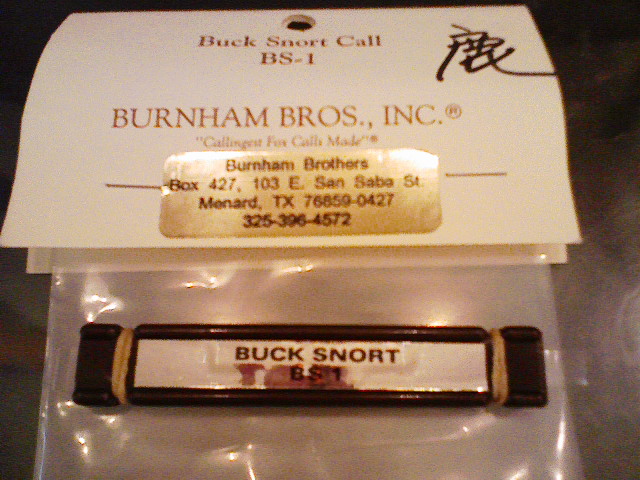 Buck Snort Call
BS-1
鹿
BURNHAM BROS., INC.®
"Callingest Fox Calls Made"®
Burnham Brothers
Box 427, 103 E. San Saba St.
Menard, TX 76859-0427
325-396-4572
BUCK SNORT
BS 1